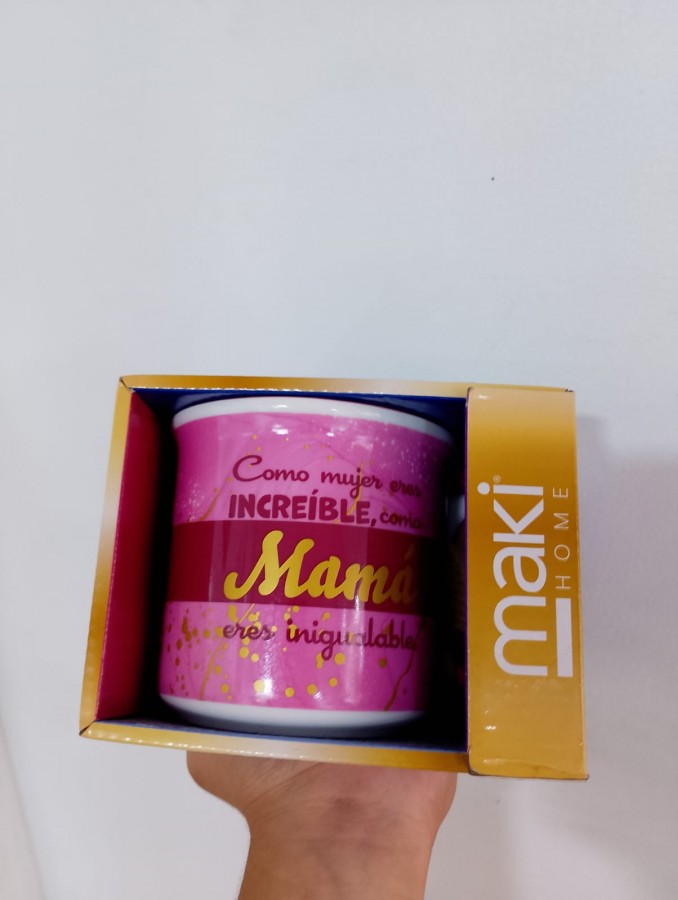 Como mujer eres
INCREÍBLE, como
Mamá
eres inigualable
maki®
HOME